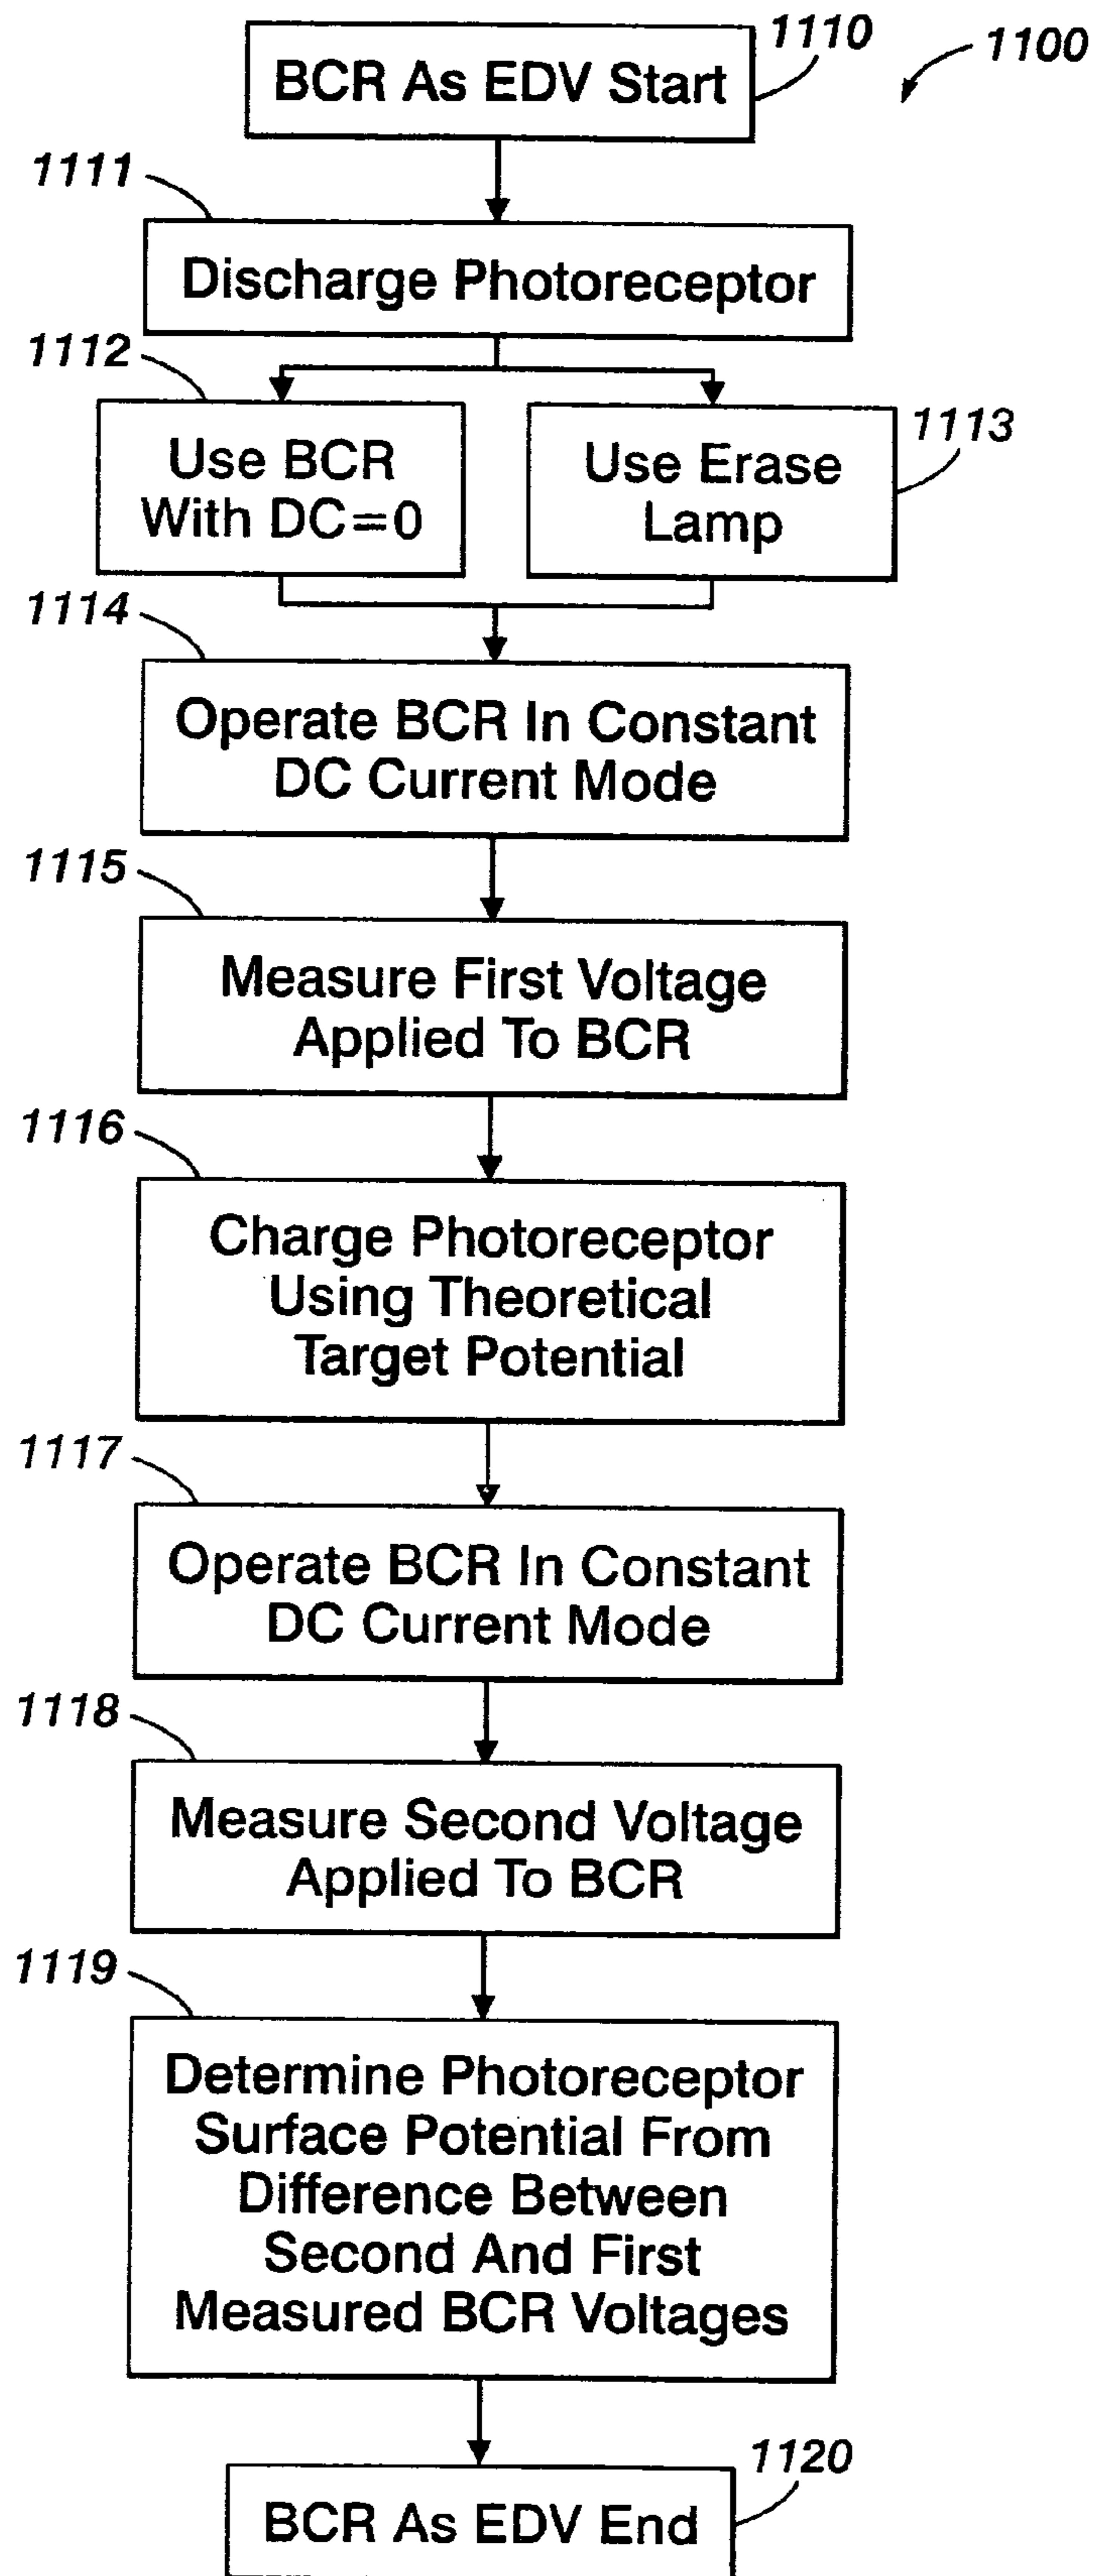 1110
1100
BCR As EDV Start
1111
Discharge Photoreceptor
1112
Use BCR
With DC=0
1113
Use Erase
Lamp
1114
Operate BCR In Constant
DC Current Mode
1115
Measure First Voltage
Applied To BCR
1116
Charge Photoreceptor
Using Theoretical
Target Potential
1117
Operate BCR In Constant
DC Current Mode
1118
Measure Second Voltage
Applied To BCR
1119
Determine Photoreceptor
Surface Potential From
Difference Between
Second And First
Measured BCR Voltages
1120
BCR As EDV End